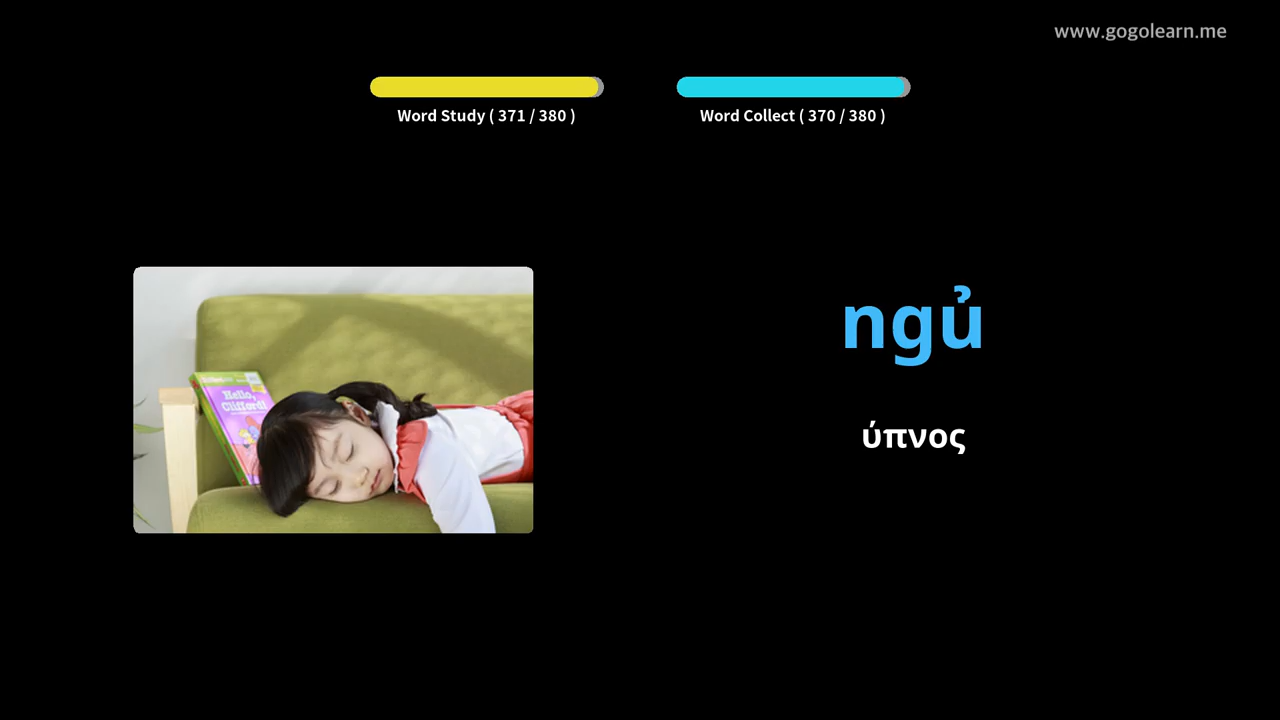 www.gogolearn.me
Word Study ( 371 / 380 )
Word Collect ( 370 / 380 )
Hello,
Clifford!
ngủ
ύπνος